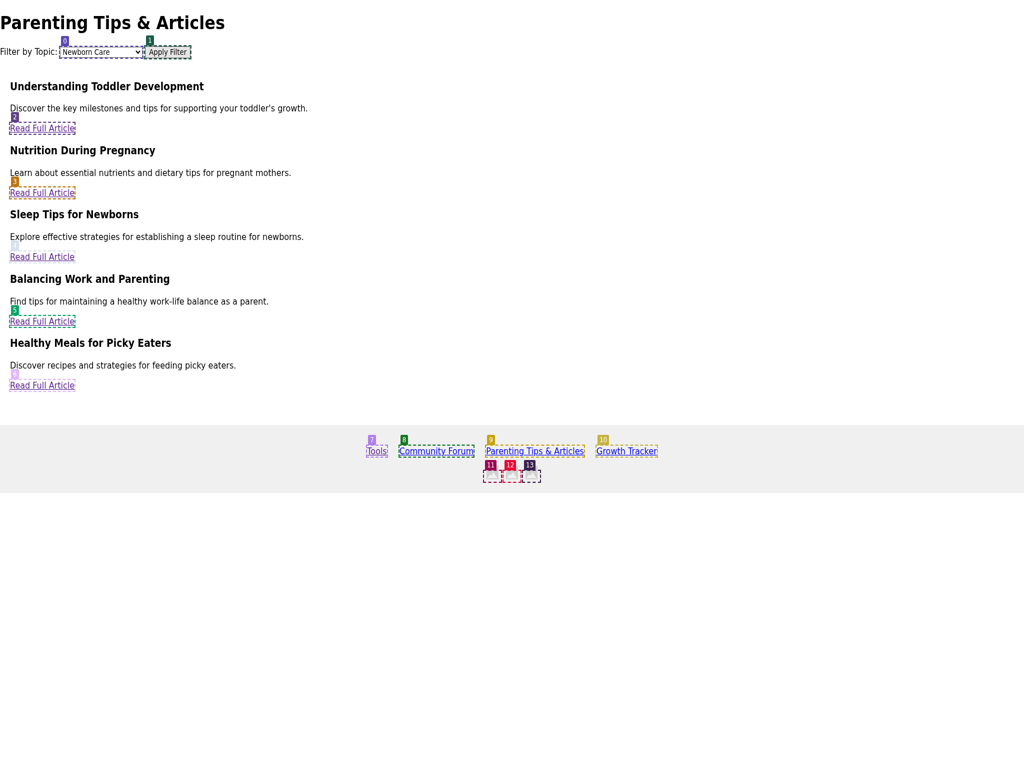 Parenting Tips & Articles
0 1
Filter by Topic: Newborn Care Apply Filter
Understanding Toddler Development
Discover the key milestones and tips for supporting your toddler's growth.
2
Read Full Article
Nutrition During Pregnancy
Learn about essential nutrients and dietary tips for pregnant mothers.
3
Read Full Article
Sleep Tips for Newborns
Explore effective strategies for establishing a sleep routine for newborns.
4
Read Full Article
Balancing Work and Parenting
Find tips for maintaining a healthy work-life balance as a parent.
5
Read Full Article
Healthy Meals for Picky Eaters
Discover recipes and strategies for feeding picky eaters.
6
Read Full Article
7 8 9 10
Tools Community Forum Parenting Tips & Articles Growth Tracker
11 12 13